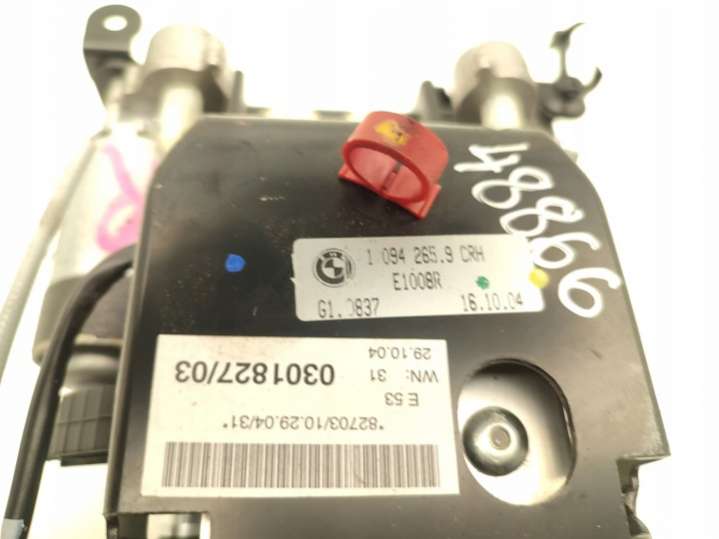 48866
1 094 265.9 CRH
E1008R
G1. 0837 16.10.04
*82703/10.29.04/31*
E 53
WN: 31 0301827/03
29.10.04